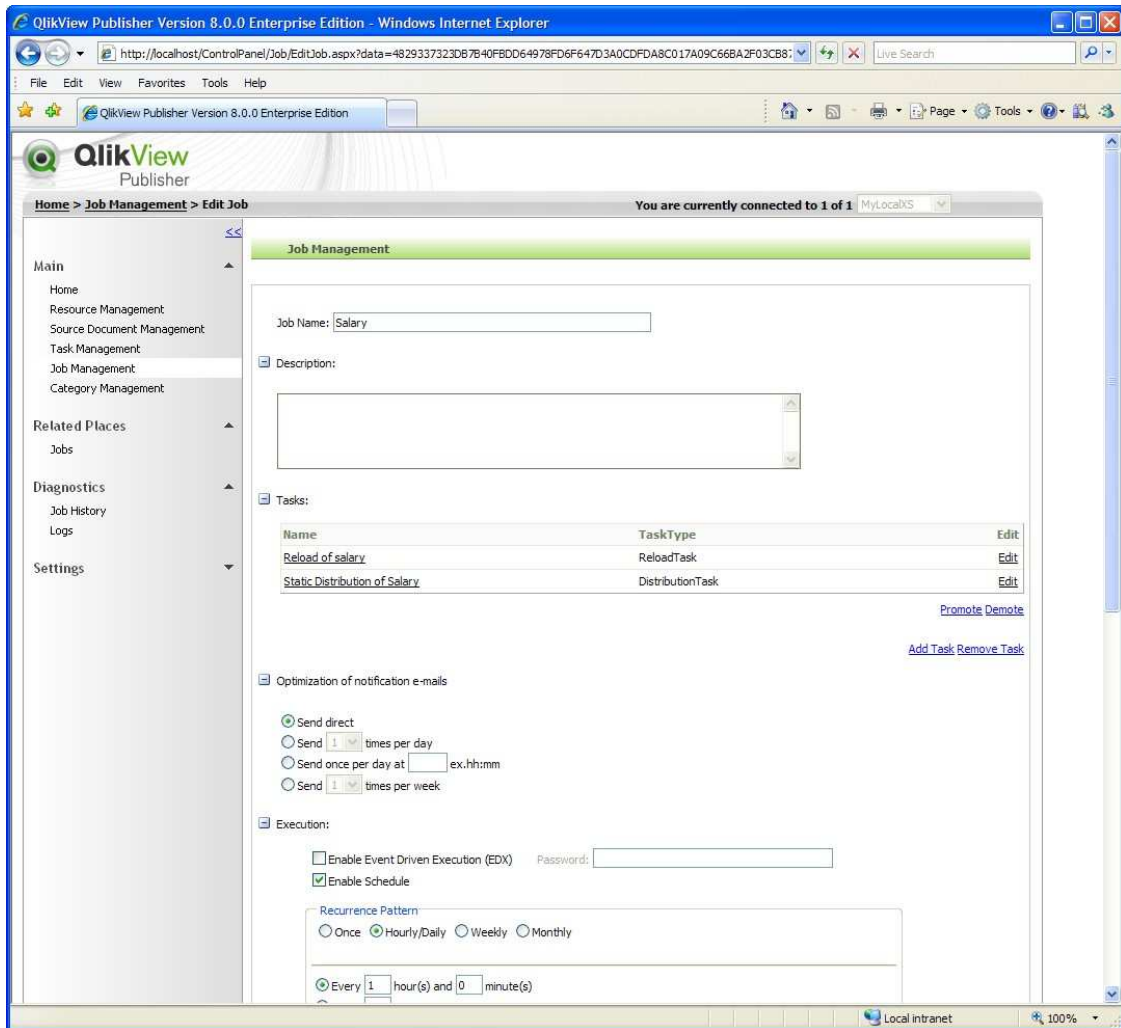 QlikView Publisher Version 8.0.0 Enterprise Edition - Windows Internet Explorer
http://localhost/ControlPanel/Job/EditJob.aspx?data=4829337323DB7B40FBDD64978FD6F647D3A0CDFDA8C017A09C66BA2F03CB8
Live Search
File Edit View Favorites Tools Help
QlikView Publisher Version 8.0.0 Enterprise Edition
Page Tools
QlikView
Publisher
Home > Job Management > Edit Job
You are currently connected to 1 of 1 MyLocalXS
<<
Job Management
Main
Home
Resource Management
Source Document Management
Task Management
Job Management
Category Management
Related Places
Jobs
Diagnostics
Job History
Logs
Settings
Job Name: Salary
Description:
Tasks:
Name TaskType Edit
Reload of salary ReloadTask Edit
Static Distribution of Salary DistributionTask Edit
Promote Demote
Add Task Remove Task
Optimization of notification e-mails
Send direct
Send 1 times per day
Send once per day at ex.hh:mm
Send 1 times per week
Execution:
Enable Event Driven Execution (EDX) Password:
Enable Schedule
Recurrence Pattern
Once Hourly/Daily Weekly Monthly
Every 1 hour(s) and 0 minute(s)
Local intranet 100%